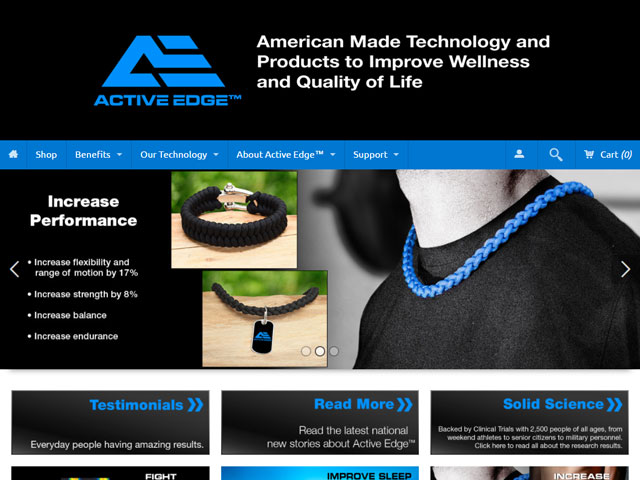 American Made Technology and
Products to Improve Wellness
and Quality of Life
ACTIVE EDGE™
Shop Benefits Our Technology About Active Edge™ Support Cart (0)
Increase
Performance
• Increase flexibility and
range of motion by 17%
• Increase strength by 8%
• Increase balance
• Increase endurance
Testimonials
Everyday people having amazing results.
Read More
Read the latest national
new stories about Active Edge™
Solid Science
Backed by Clinical Trials with 2,500 people of all ages, from
weekend athletes to senior citizens to military personnel.
Click here to read all about the research results.
FIGHT
IMPROVE SLEEP
INCREASE